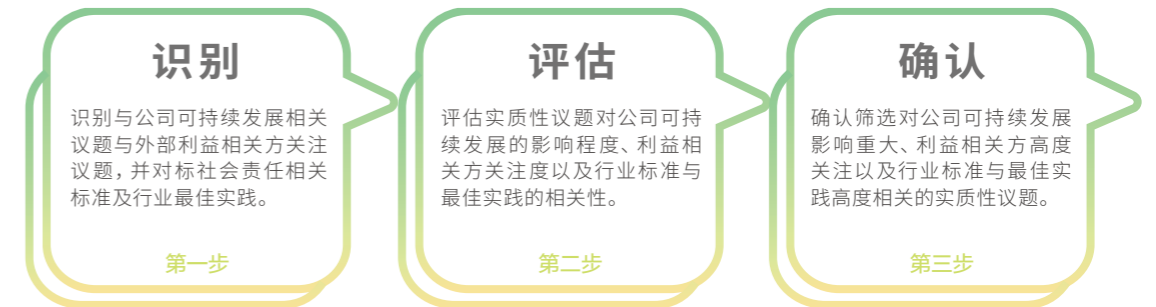 识别
识别与公司可持续发展相关
议题与外部利益相关方关注
议题，并对标社会责任相关
标准及行业最佳实践。
第一步
评估
评估实质性议题对公司可持
续发展的影响程度、利益相
关方关注度以及行业标准与
最佳实践的相关性。
第二步
确认
确认筛选对公司可持续发展
影响重大、利益相关方高度
关注以及行业标准与最佳实
践高度相关的实质性议题。
第三步